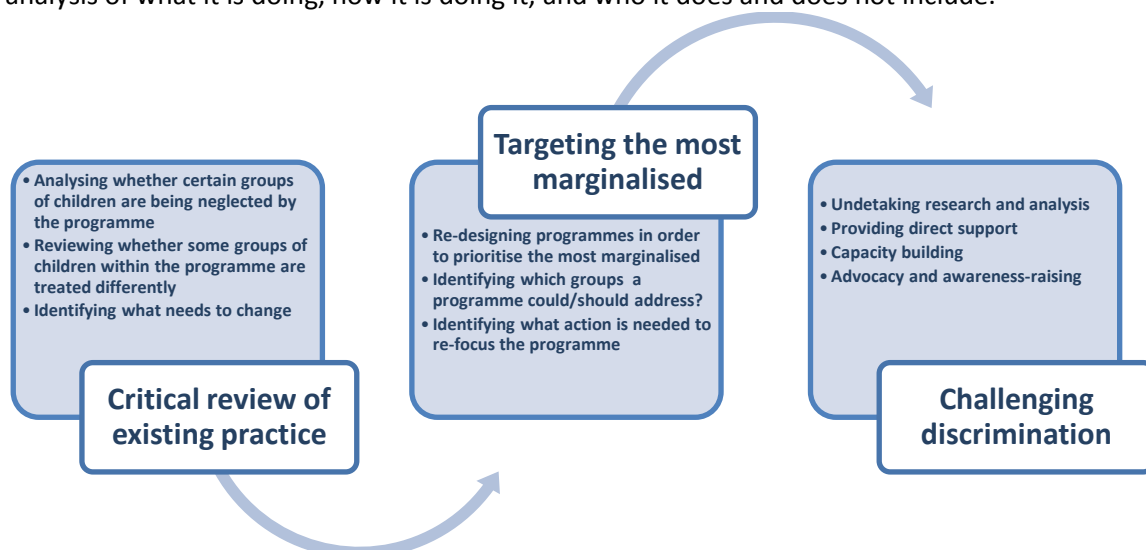 analysis of what it is doing, how it is doing it, and who it does and does not include.
• Analysing whether certain groups
of children are being neglected by
the programme
• Reviewing whether some groups of
children within the programme are
treated differently
• Identifying what needs to change
Critical review of
existing practice
Targeting the most
marginalised
• Re-designing programmes in order
to prioritise the most marginalised
• Identifying which groups a
programme could/should address?
• Identifying what action is needed to
re-focus the programme
• Undertaking research and analysis
• Providing direct support
• Capacity building
• Advocacy and awareness-raising
Challenging
discrimination